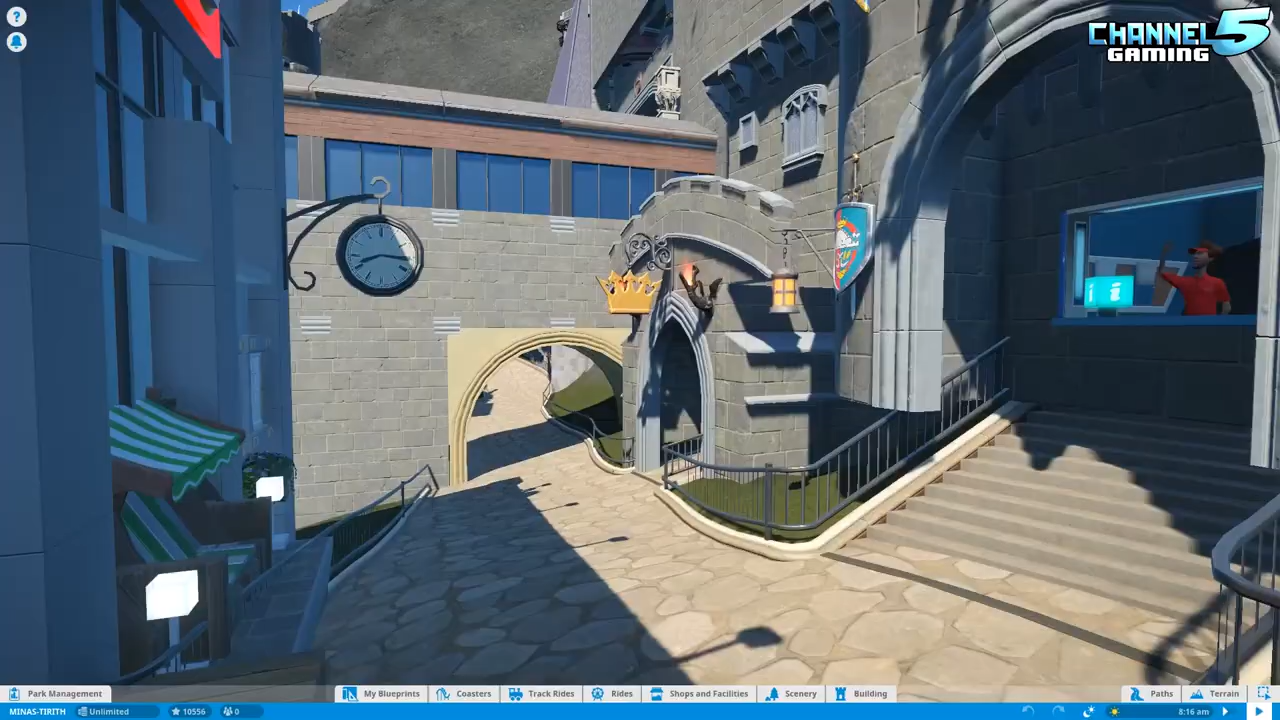 ?
CHANNEL 5
GAMING
i
Park Management
My Blueprints
Coasters
Track Rides
Rides
Shops and Facilities
Scenery
Building
Paths
Terrain
MINAS-TIRITH
Unlimited
10556
0
8:16 am